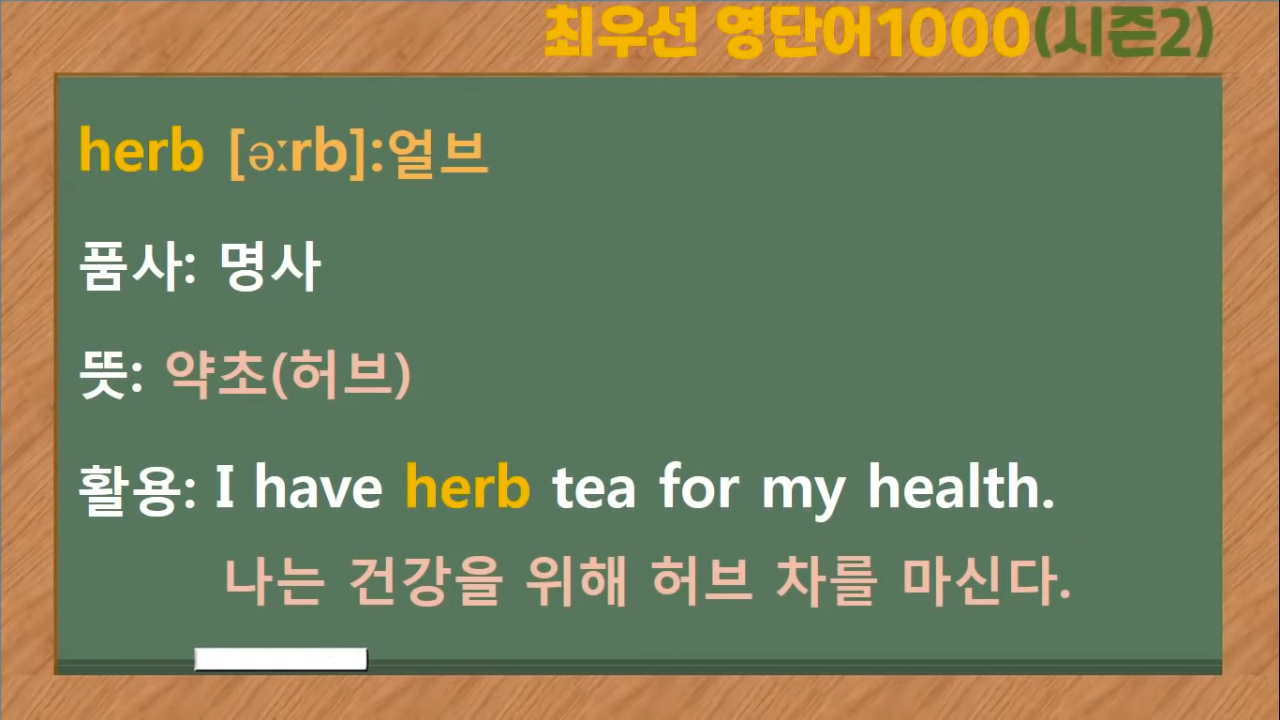 최우선 영단어1000(시즌2)
herb [əːrb]:얼브
품사: 명사
뜻: 약초(허브)
활용: I have herb tea for my health.
나는 건강을 위해 허브 차를 마신다.